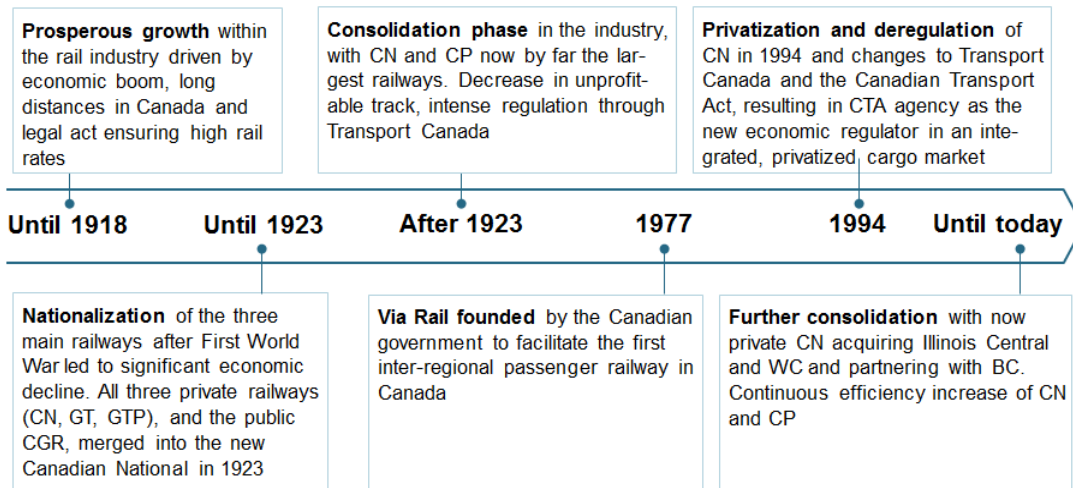 Prosperous growth within
the rail industry driven by
economic boom, long
distances in Canada and
legal act ensuring high rail
rates
Consolidation phase in the industry,
with CN and CP now by far the lar-
gest railways. Decrease in unprofit-
able track, intense regulation through
Transport Canada
Privatization and deregulation of
CN in 1994 and changes to Transport
Canada and the Canadian Transport
Act, resulting in CTA agency as the
new economic regulator in an inte-
grated, privatized cargo market
Until 1918
Until 1923
After 1923
1977
1994
Until today
Nationalization of the three
main railways after First World
War led to significant economic
decline. All three private railways
(CN, GT, GTP), and the public
CGR, merged into the new
Canadian National in 1923
Via Rail founded by the Canadian
government to facilitate the first
inter-regional passenger railway in
Canada
Further consolidation with now
private CN acquiring Illinois Central
and WC and partnering with BC.
Continuous efficiency increase of CN
and CP